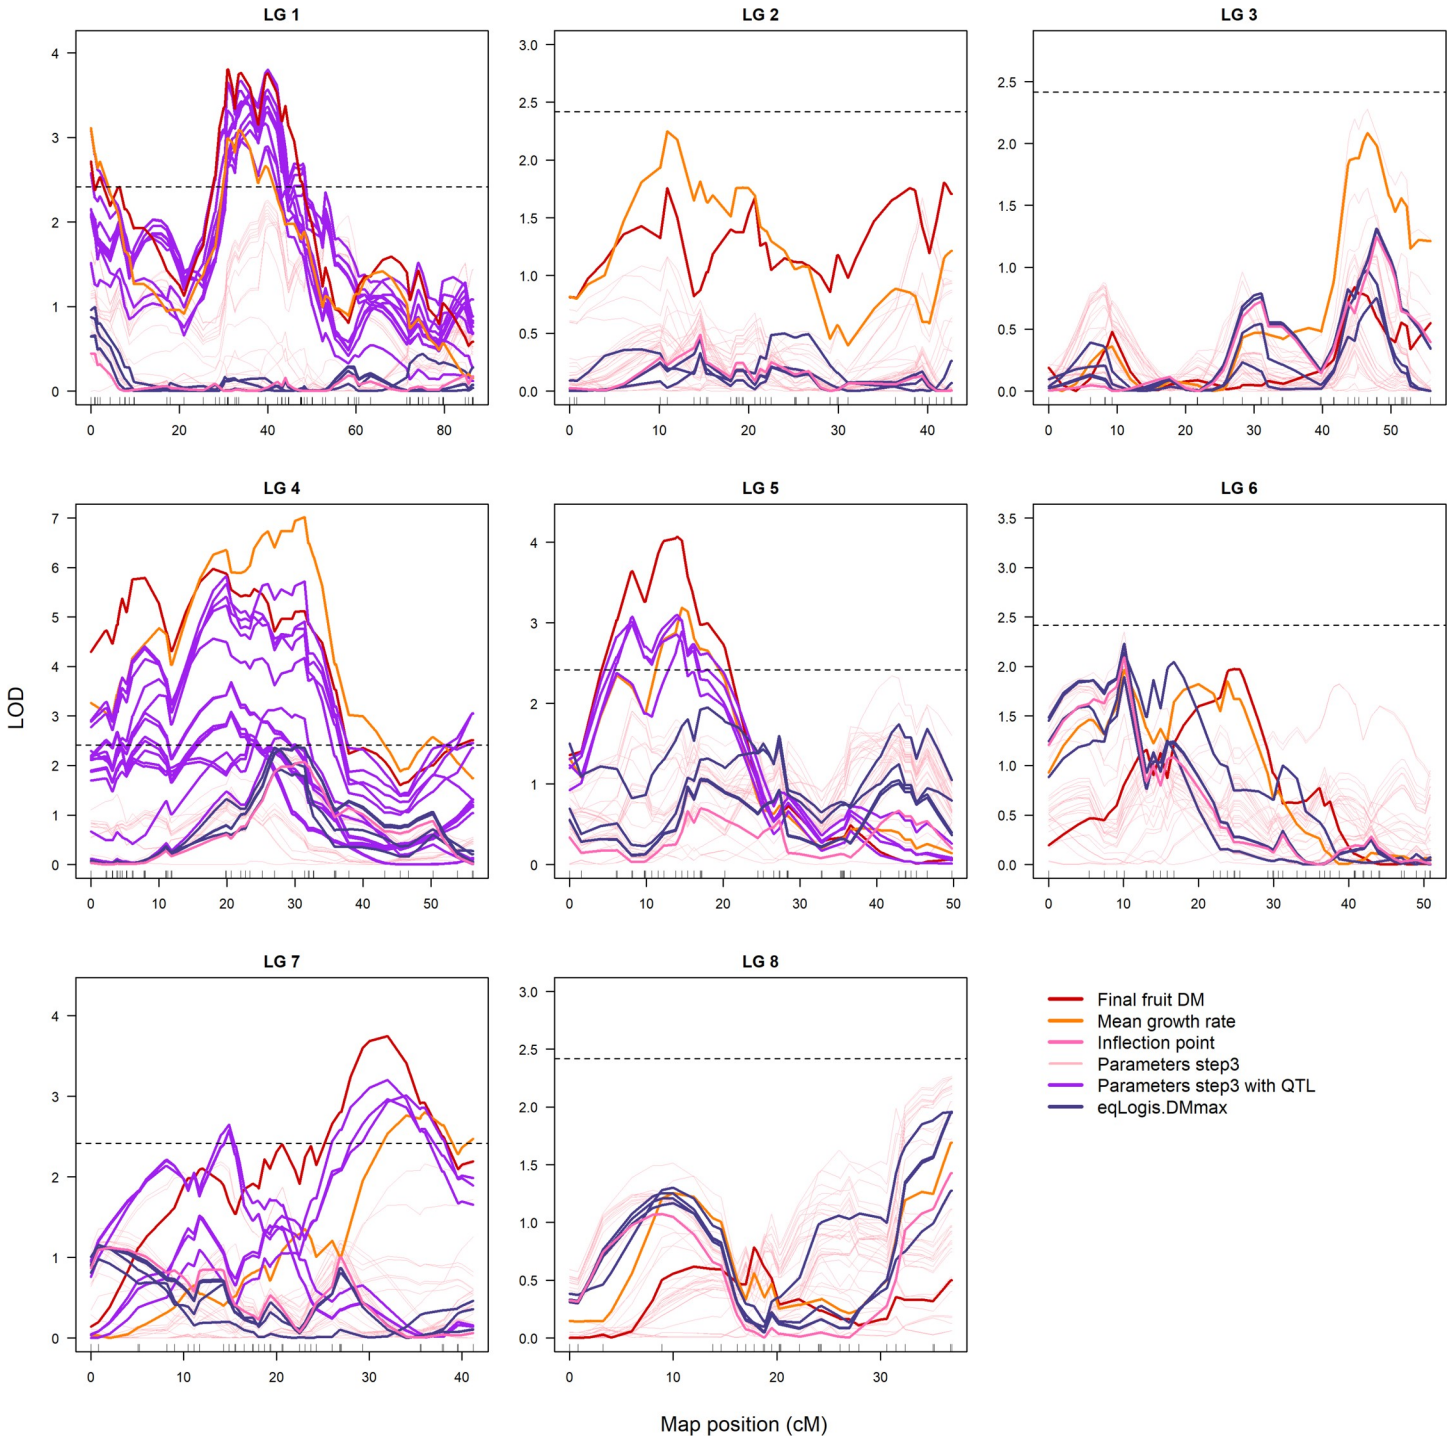 LG 1
LG 2
LG 3
4
3
2
1
0
3.0
2.5
2.0
1.5
1.0
0.5
0.0
2.5
2.0
1.5
1.0
0.5
0.0
0 20 40 60 80
0 10 20 30 40
0 10 20 30 40 50
LG 4
LG 5
LG 6
LOD
7
6
5
4
3
2
1
0
4
3
2
1
0
3.5
3.0
2.5
2.0
1.5
1.0
0.5
0.0
0 10 20 30 40 50
0 10 20 30 40 50
0 10 20 30 40 50
LG 7
LG 8
4
3
2
1
0
3.0
2.5
2.0
1.5
1.0
0.5
0.0
0 10 20 30 40
0 10 20 30
Final fruit DM
Mean growth rate
Inflection point
Parameters step3
Parameters step3 with QTL
eqLogis.DMmax
Map position (cM)